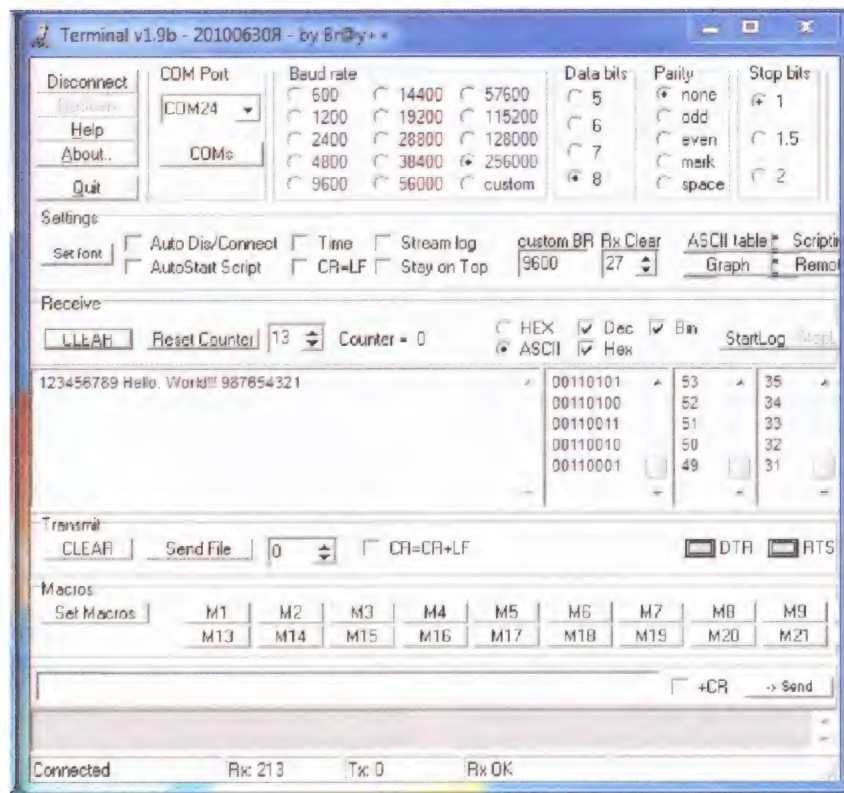 Terminal v1.9b - 20100630Я - by Br@y++
Disconnect
Help
About..
Quit
COM Port
COM24
COMs
Baud rate
600 14400 57600
1200 19200 115200
2400 28800 128000
4800 38400 256000
9600 56000 custom
Data bits
5
6
7
8
Parity
none
odd
even
mark
space
Stop bits
1
1.5
2
Settings
Set font
Auto Dis/Connect Time Stream log
AutoStart Script CR=LF Stay on Top
custom BR Rx Clear
9600 27
ASCII table Scriptin
Graph Remot
Receive
CLEAR Reset Counter 13 Counter = 0
HEX Dec Bin
ASCII Hex
StartLog
123456789 Hello, World!!! 987654321
00110101 53 35
00110100 52 34
00110011 51 33
00110010 50 32
00110001 49 31
Transmit
CLEAR Send File 0 CR=CR+LF DTR RTS
Macros
Set Macros M1 M2 M3 M4 M5 M6 M7 M8 M9
M13 M14 M15 M16 M17 M18 M19 M20 M21
+CR -> Send
Connected Rx: 213 Tx: 0 Rx OK